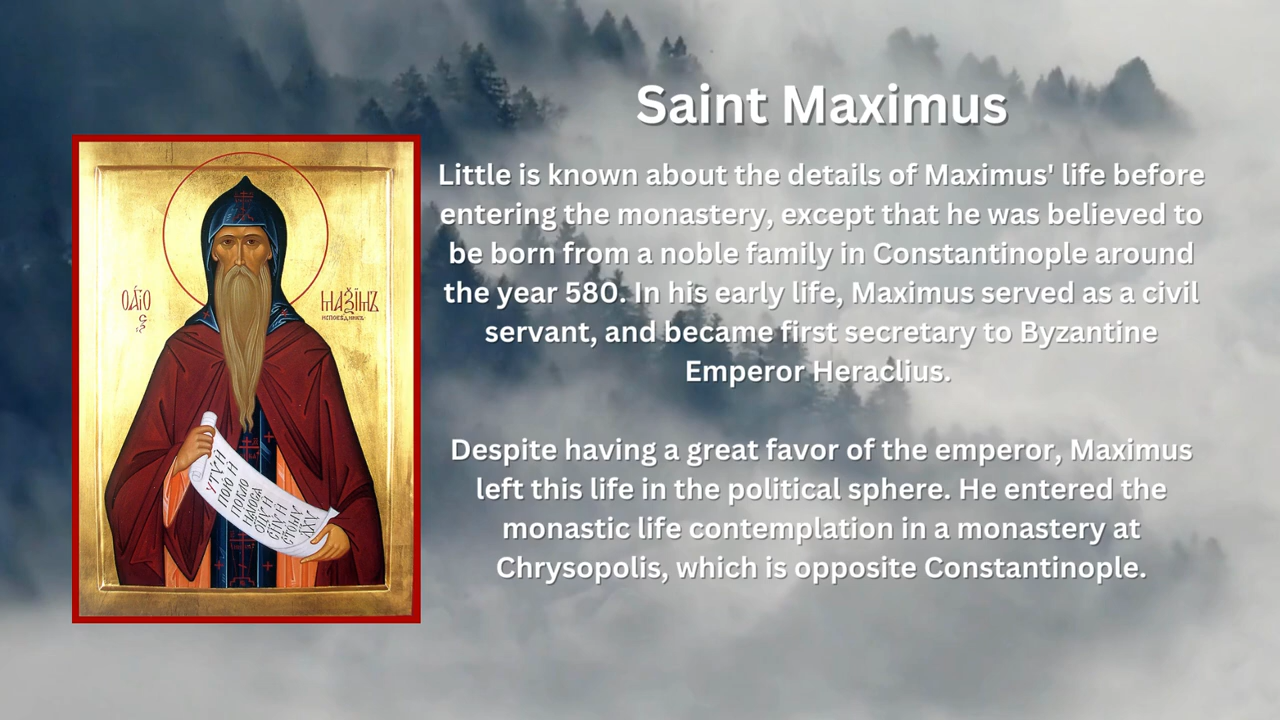 Saint Maximus
Little is known about the details of Maximus' life before
entering the monastery, except that he was believed to
be born from a noble family in Constantinople around
the year 580. In his early life, Maximus served as a civil
servant, and became first secretary to Byzantine
Emperor Heraclius.
Despite having a great favor of the emperor, Maximus
left this life in the political sphere. He entered the
monastic life contemplation in a monastery at
Chrysopolis, which is opposite Constantinople.